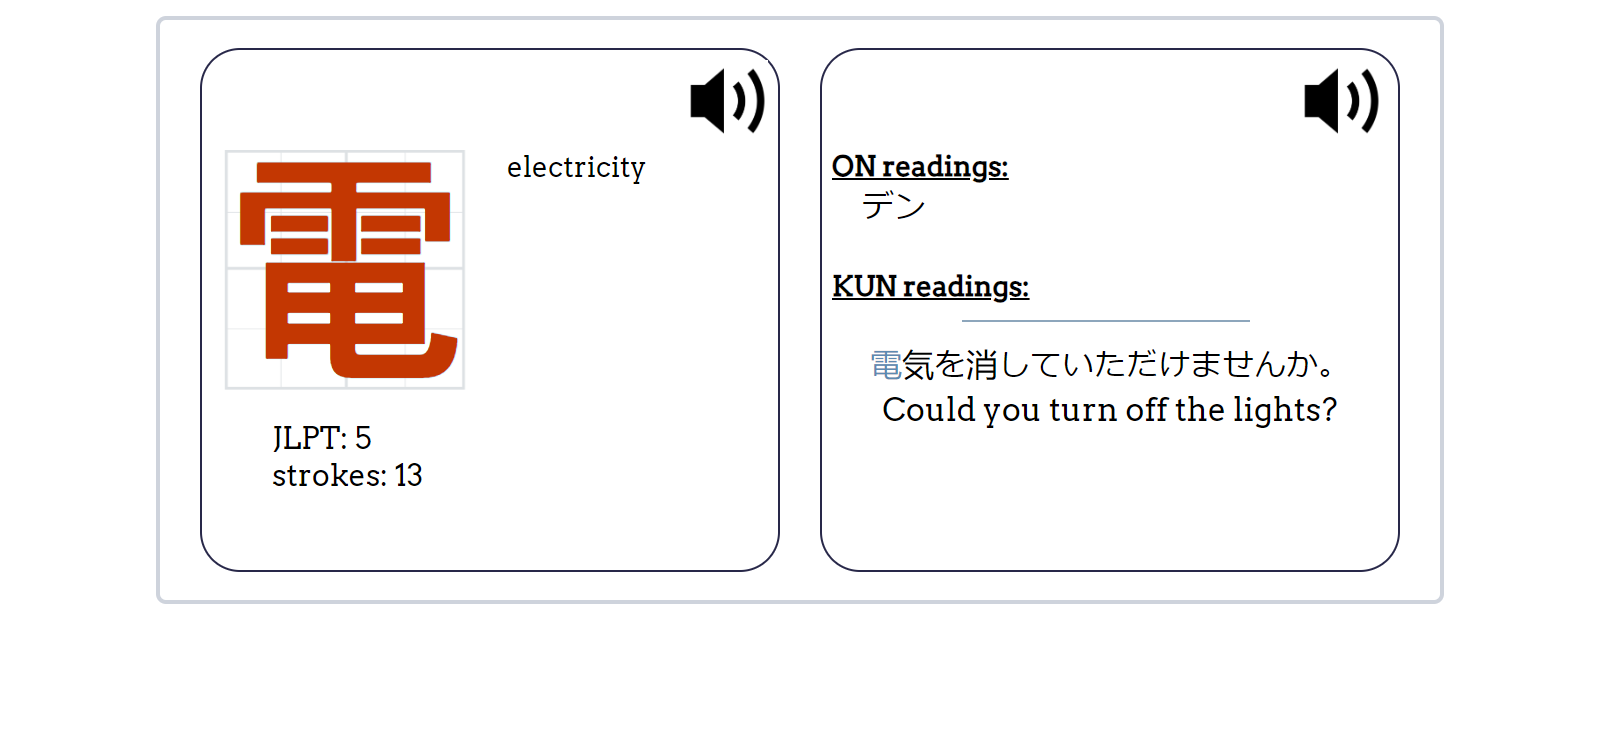 電
electricity
JLPT: 5
strokes: 13
ON readings:
デン
KUN readings:
電気を消していただけませんか。
Could you turn off the lights?